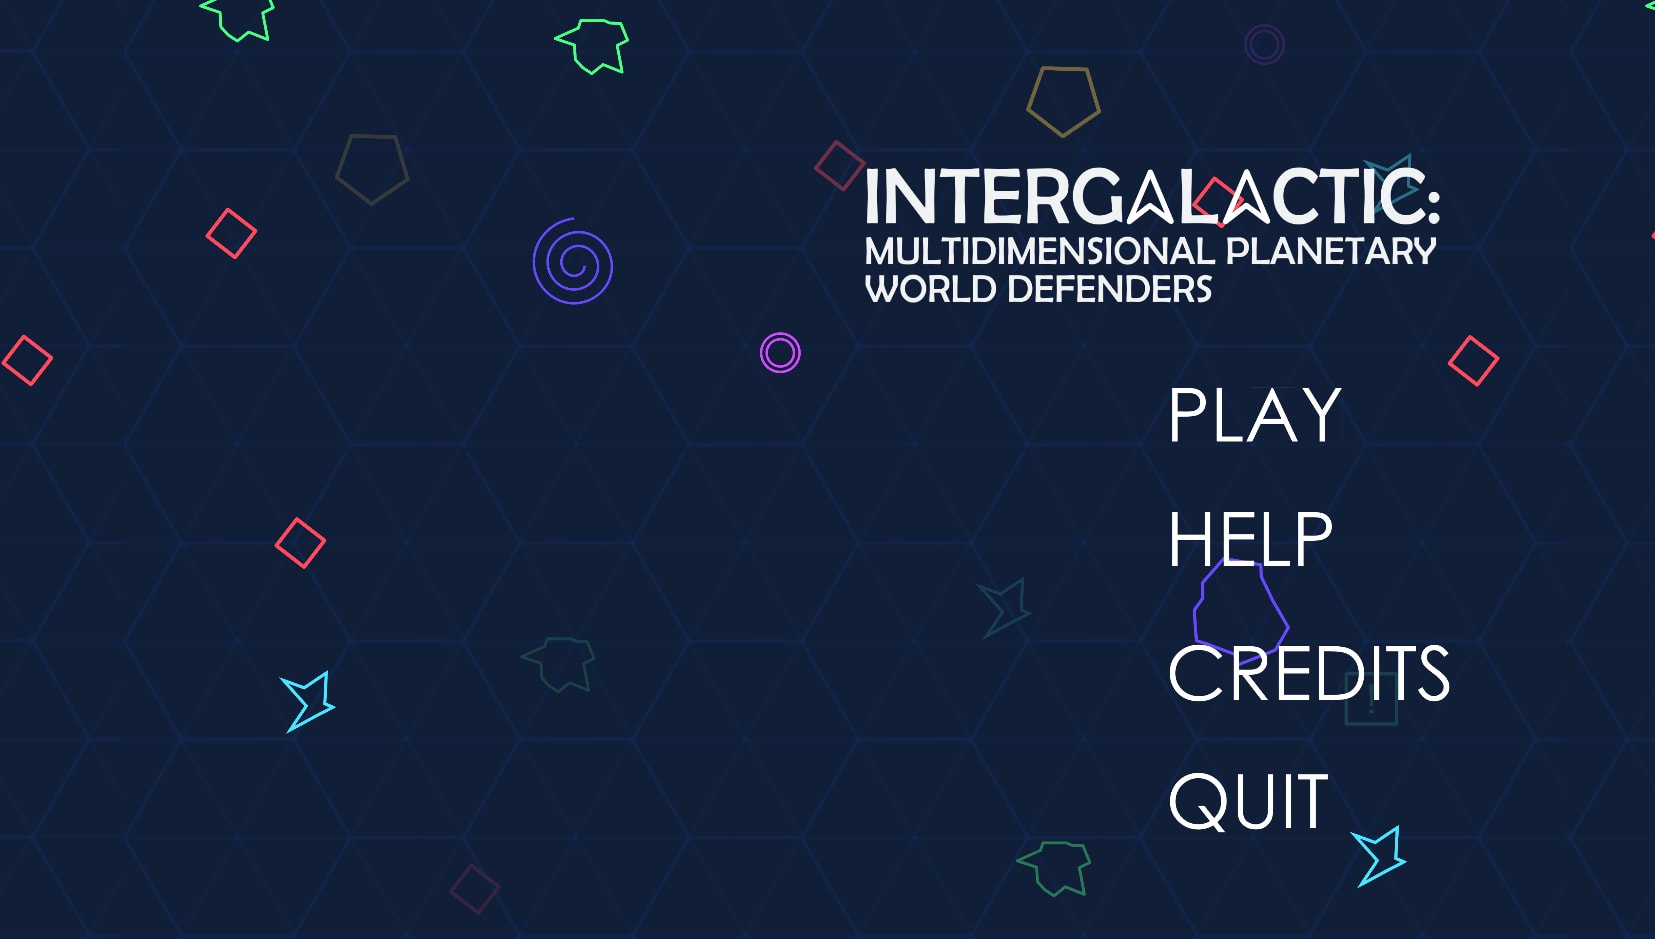 INTERGALACTIC:
MULTIDIMENSIONAL PLANETARY
WORLD DEFENDERS
PLAY
HELP
CREDITS
!
QUIT